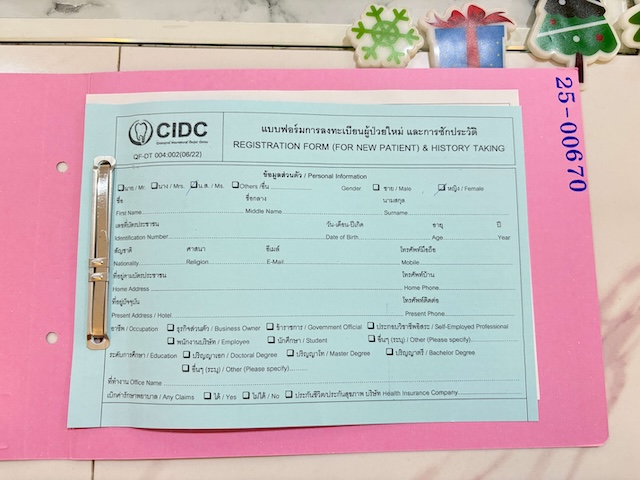 25-00670
CIDC
QF-DT 004:002(06/22)
แบบฟอร์มการลงทะเบียนผู้ป่วยใหม่ และการซักประวัติ
REGISTRATION FORM (FOR NEW PATIENT) & HISTORY TAKING
ข้อมูลส่วนตัว / Personal Information
นาย / Mr. นาง / Mrs. น.ส. / Ms. Others /อื่น Gender ชาย / Male หญิง / Female
ชื่อ ชื่อกลาง นามสกุล
First Name Middle Name Surname
เลขที่บัตรประชาชน วัน-เดือน-ปีเกิด อายุ ปี
Identification Number Date of Birth Age Year
สัญชาติ ศาสนา อีเมล์ โทรศัพท์มือถือ
Nationality Religion E-Mail Mobile
ที่อยู่ตามบัตรประชาชน โทรศัพท์บ้าน
Home Address Home Phone
ที่อยู่ปัจจุบัน โทรศัพท์ติดต่อ
Present Address / Hotel Present Phone
อาชีพ / Occupation ธุรกิจส่วนตัว / Business Owner ข้าราชการ / Government Official ประกอบวิชาชีพอิสระ / Self-Employed Professional
พนักงานบริษัท / Employee นักศึกษา / Student อื่นๆ (ระบุ) / Other (Please specify)
ระดับการศึกษา / Education ปริญญาเอก / Doctoral Degree ปริญญาโท / Master Degree ปริญญาตรี / Bachelor Degree
อื่นๆ (ระบุ) / Other (Please specify)
ที่ทำงาน Office Name
เบิกค่ารักษาพยาบาล / Any Claims ได้ / Yes ไม่ได้ / No ประกันชีวิต/ประกันสุขภาพ บริษัท Health Insurance Company